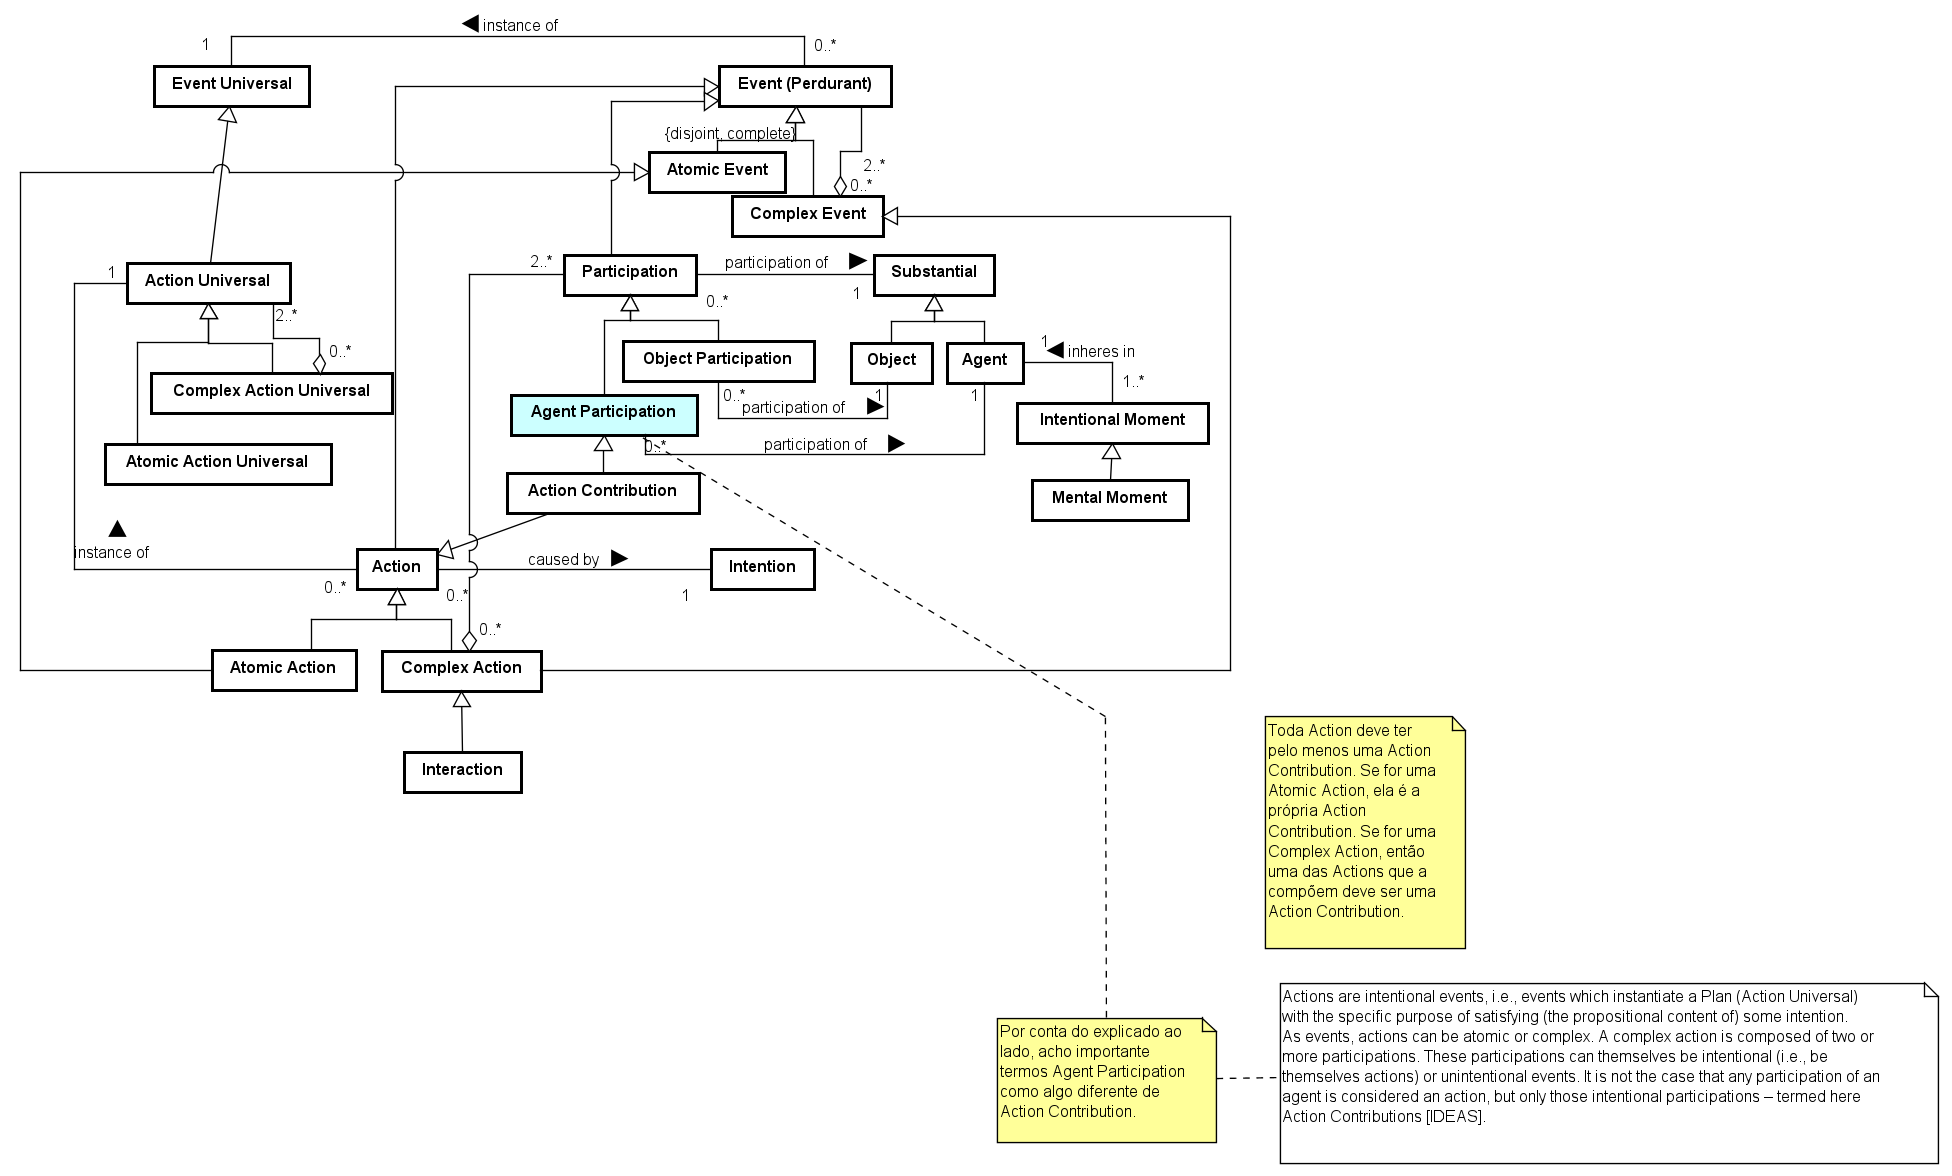 instance of
1
0..*
Event Universal
Event (Perdurant)
{disjoint, complete}
Atomic Event
2..*
0..*
Complex Event
1
Action Universal
2..*
Participation
participation of
Substantial
0..*
1
2..*
0..*
Object Participation
Object
Agent
1
inheres in
Complex Action Universal
0..*
1
1
1..*
participation of
Agent Participation
Intentional Moment
0..*
participation of
Atomic Action Universal
Action Contribution
Mental Moment
instance of
Action
caused by
Intention
0..*
0..*
1
0..*
Atomic Action
Complex Action
Interaction
Toda Action deve ter
pelo menos uma Action
Contribution. Se for uma
Atomic Action, ela é a
própria Action
Contribution. Se for uma
Complex Action, então
uma das Actions que a
compõem deve ser uma
Action Contribution.
Por conta do explicado ao
lado, acho importante
termos Agent Participation
como algo diferente de
Action Contribution.
Actions are intentional events, i.e., events which instantiate a Plan (Action Universal)
with the specific purpose of satisfying (the propositional content of) some intention.
As events, actions can be atomic or complex. A complex action is composed of two or
more participations. These participations can themselves be intentional (i.e., be
themselves actions) or unintentional events. It is not the case that any participation of an
agent is considered an action, but only those intentional participations – termed here
Action Contributions [IDEAS].